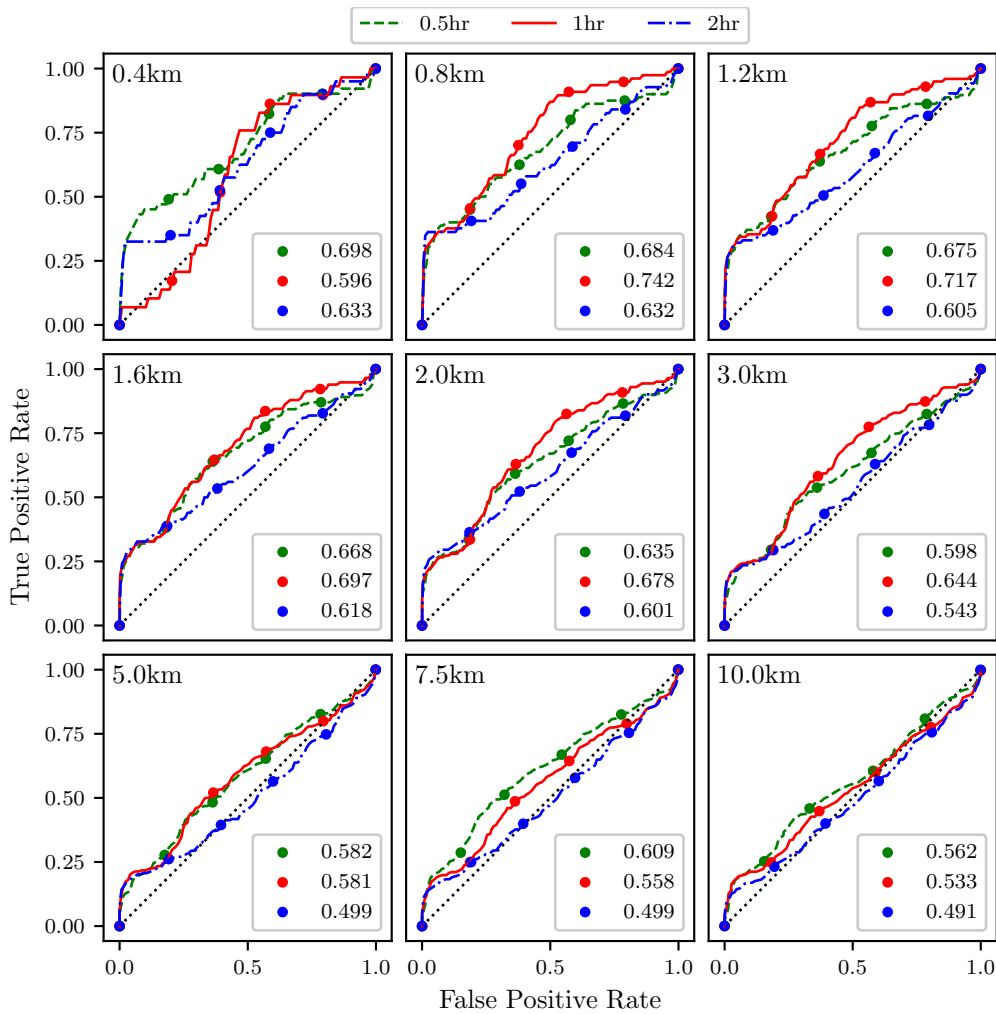 0.5hr 1hr 2hr
0.4km 0.8km 1.2km
1.00
0.75
0.50
0.25
0.00
0.698 0.684 0.675
0.596 0.742 0.717
0.633 0.632 0.605
1.6km 2.0km 3.0km
1.00
0.75
0.50
0.25
0.00
0.668 0.635 0.598
0.697 0.678 0.644
0.618 0.601 0.543
True Positive Rate
5.0km 7.5km 10.0km
1.00
0.75
0.50
0.25
0.00
0.582 0.609 0.562
0.581 0.558 0.533
0.499 0.499 0.491
0.0 0.5 1.0 0.0 0.5 1.0 0.0 0.5 1.0
False Positive Rate